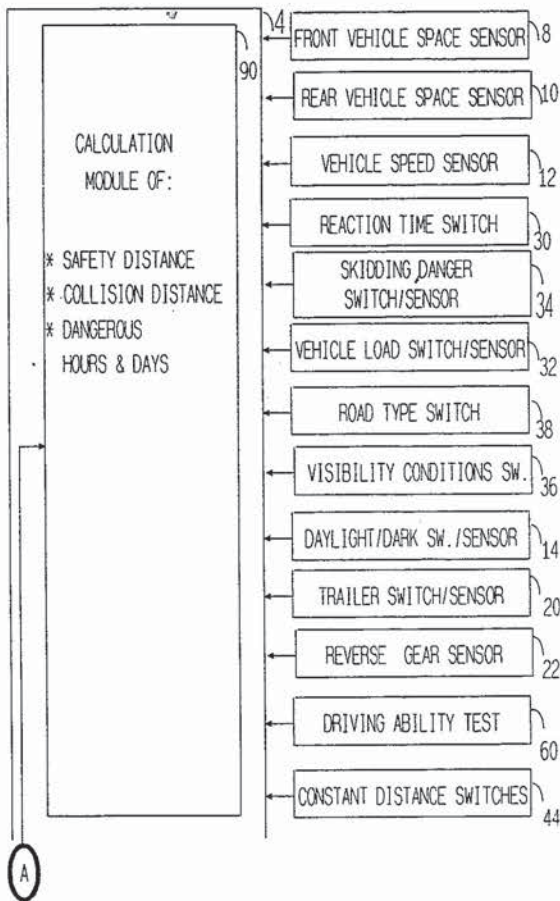 4
90
CALCULATION
MODULE OF:
* SAFETY DISTANCE
* COLLISION DISTANCE
* DANGEROUS
HOURS & DAYS
FRONT VEHICLE SPACE SENSOR
8
REAR VEHICLE SPACE SENSOR
10
VEHICLE SPEED SENSOR
12
REACTION TIME SWITCH
30
SKIDDING DANGER
SWITCH/SENSOR
34
VEHICLE LOAD SWITCH/SENSOR
32
ROAD TYPE SWITCH
38
VISIBILITY CONDITIONS SW.
36
DAYLIGHT/DARK SW./SENSOR
14
TRAILER SWITCH/SENSOR
20
REVERSE GEAR SENSOR
22
DRIVING ABILITY TEST
60
CONSTANT DISTANCE SWITCHES
44
A